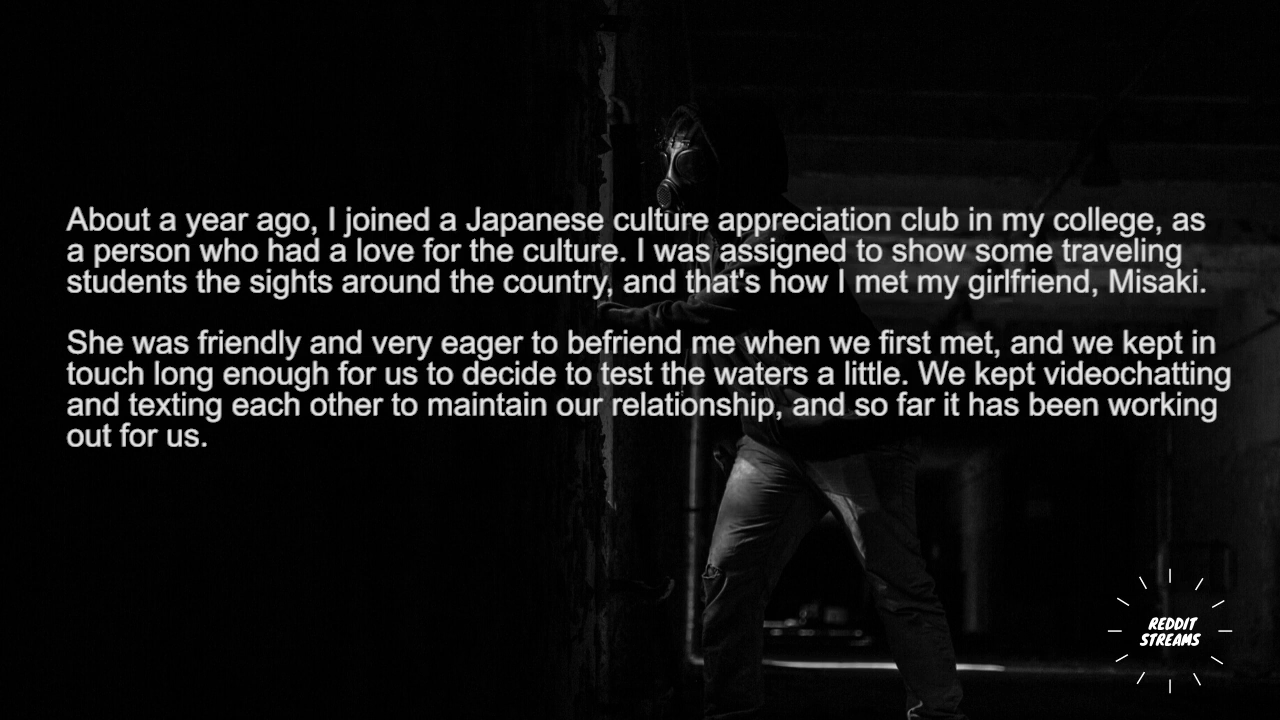 About a year ago, I joined a Japanese culture appreciation club in my college, as
a person who had a love for the culture. I was assigned to show some traveling
students the sights around the country, and that's how I met my girlfriend, Misaki.
She was friendly and very eager to befriend me when we first met, and we kept in
touch long enough for us to decide to test the waters a little. We kept videochatting
and texting each other to maintain our relationship, and so far it has been working
out for us.
REDDIT
STREAMS